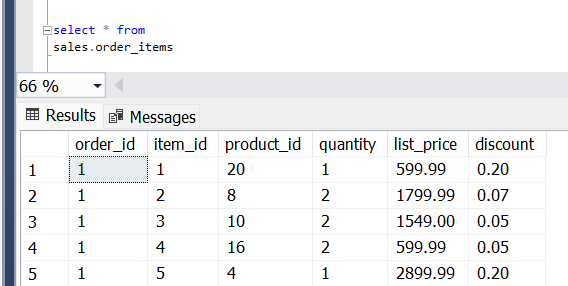 select * from
sales.order_items
66 %
Results Messages
order_id item_id product_id quantity list_price discount
1 1 1 20 1 599.99 0.20
2 1 2 8 2 1799.99 0.07
3 1 3 10 2 1549.00 0.05
4 1 4 16 2 599.99 0.05
5 1 5 4 1 2899.99 0.20